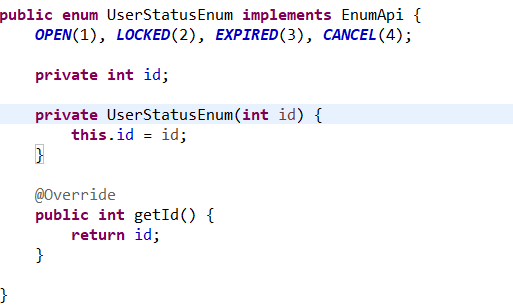 public enum UserStatusEnum implements EnumApi {
    OPEN(1), LOCKED(2), EXPIRED(3), CANCEL(4);
    private int id;
    private UserStatusEnum(int id) {
        this.id = id;
    }
    @Override
    public int getId() {
        return id;
    }
}